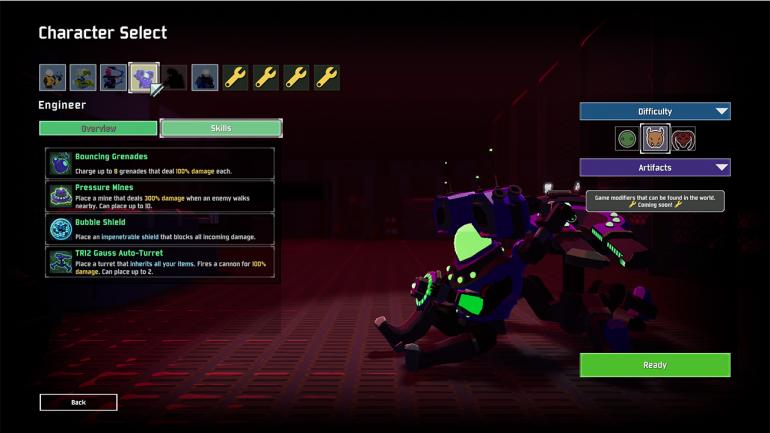 Character Select
Engineer
Overview
Skills
Bouncing Grenades
Charge up to 8 grenades that deal 100% damage each.
Pressure Mines
Place a mine that deals 300% damage when an enemy walks
nearby. Can place up to 10.
Bubble Shield
Place an impenetrable shield that blocks all incoming damage.
TR12 Gauss Auto-Turret
Place a turret that inherits all your items. Fires a cannon for 100%
damage. Can place up to 2.
Back
Difficulty
Artifacts
Game modifiers that can be found in the world.
Coming soon!
Ready